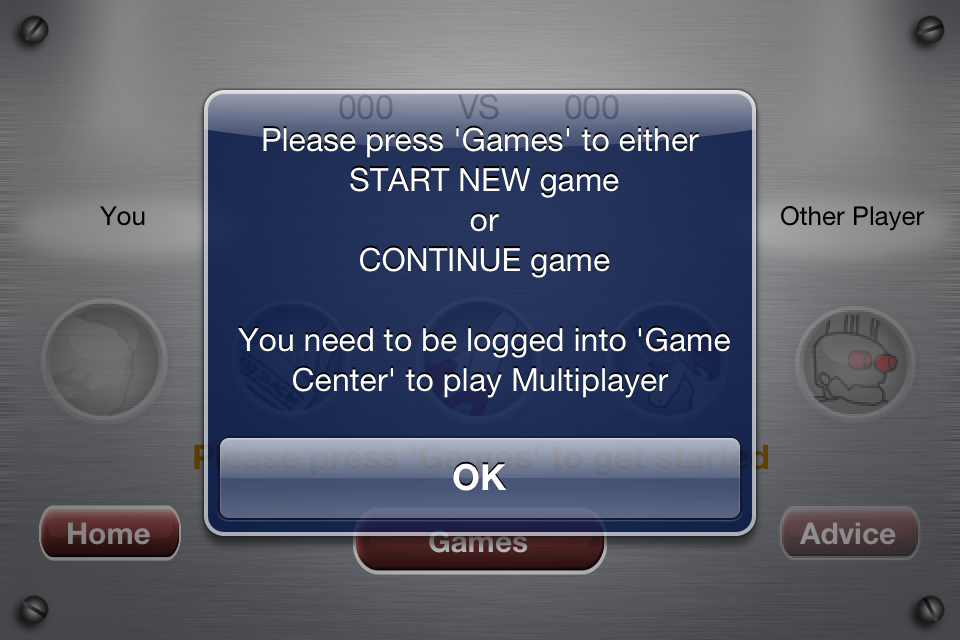 000 VS 000
Please press 'Games' to either
START NEW game
or
CONTINUE game
You
Other Player
You need to be logged into 'Game
Center' to play Multiplayer
Please press 'Games' to get started
OK
Home
Games
Advice